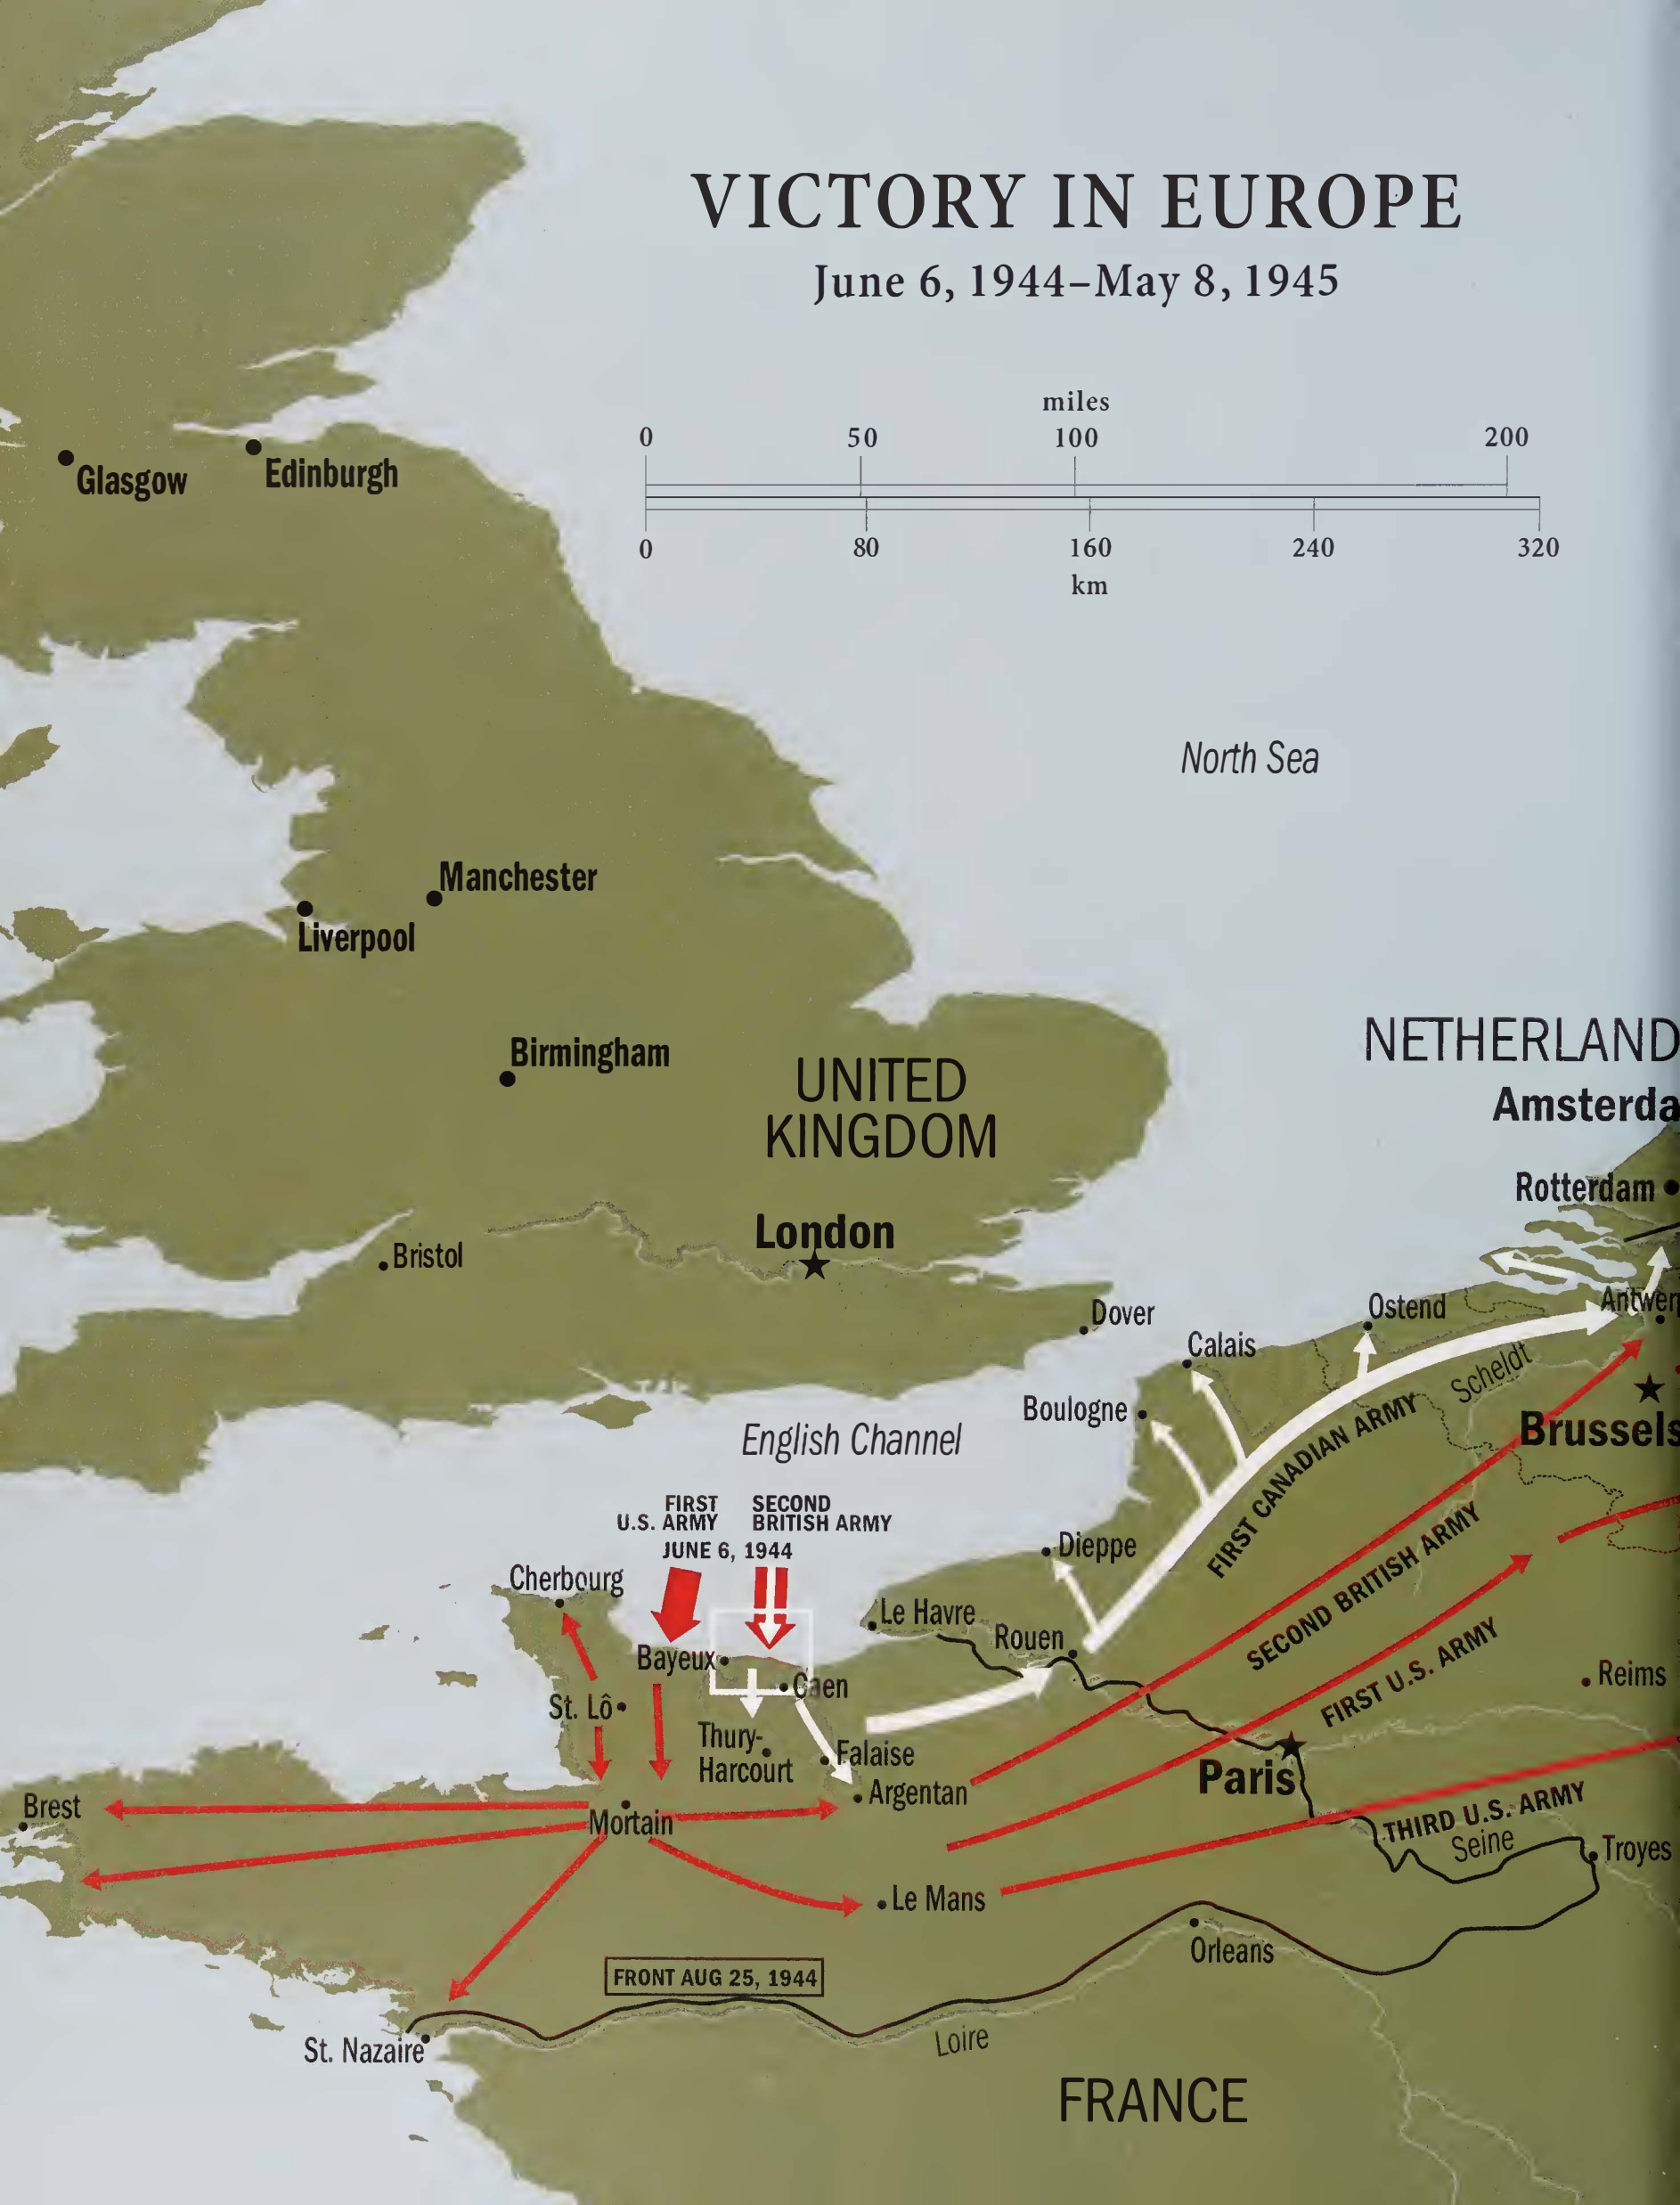 VICTORY IN EUROPE
June 6, 1944–May 8, 1945
miles
0 50 100 200
0 80 160 240 320
km
Glasgow
Edinburgh
North Sea
Manchester
Liverpool
Birmingham
UNITED
KINGDOM
NETHERLAND
Amsterda
Rotterdam
London
Bristol
Dover
Ostend
Antwer
Calais
Scheldt
Boulogne
Brussels
English Channel
FIRST CANADIAN ARMY
FIRST
U.S. ARMY
SECOND
BRITISH ARMY
JUNE 6, 1944
Dieppe
Cherbourg
SECOND BRITISH ARMY
Le Havre
Rouen
Bayeux
Caen
Reims
FIRST U.S. ARMY
St. Lô
Thury-
Harcourt
Falaise
Paris
Argentan
Brest
Mortain
THIRD U.S. ARMY
Seine
Troyes
Le Mans
Orleans
FRONT AUG 25, 1944
St. Nazaire
Loire
FRANCE